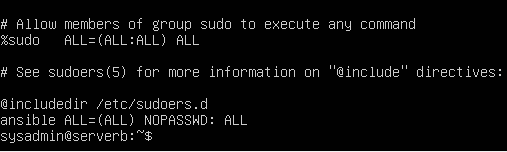 # Allow members of group sudo to execute any command
%sudo   ALL=(ALL:ALL) ALL
# See sudoers(5) for more information on "@include" directives:
@includedir /etc/sudoers.d
ansible ALL=(ALL) NOPASSWD: ALL
sysadmin@serverb:~$